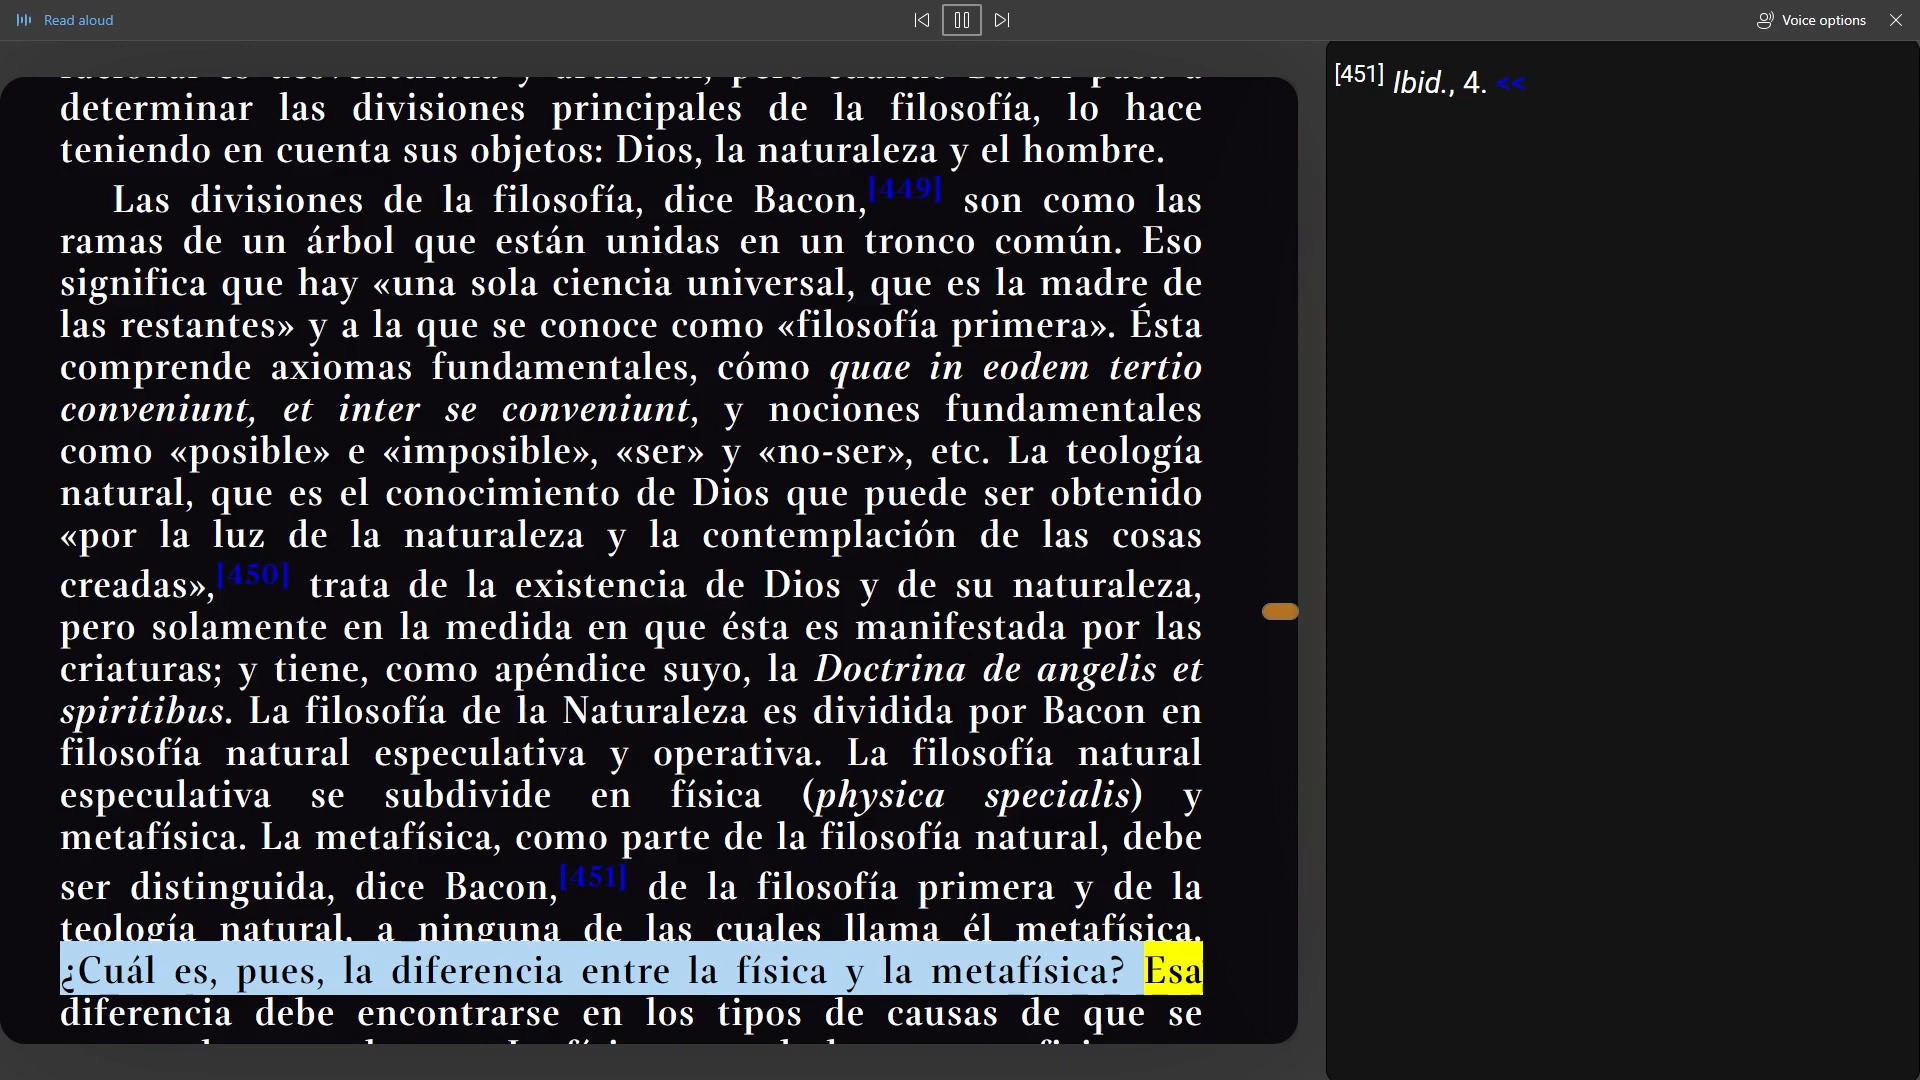 Read aloud
Voice options
determinar las divisiones principales de la filosofía, lo hace
teniendo en cuenta sus objetos: Dios, la naturaleza y el hombre.
Las divisiones de la filosofía, dice Bacon,[449] son como las
ramas de un árbol que están unidas en un tronco común. Eso
significa que hay «una sola ciencia universal, que es la madre de
las restantes» y a la que se conoce como «filosofía primera». Ésta
comprende axiomas fundamentales, cómo quae in eodem tertio
conveniunt, et inter se conveniunt, y nociones fundamentales
como «posible» e «imposible», «ser» y «no-ser», etc. La teología
natural, que es el conocimiento de Dios que puede ser obtenido
«por la luz de la naturaleza y la contemplación de las cosas
creadas»,[450] trata de la existencia de Dios y de su naturaleza,
pero solamente en la medida en que ésta es manifestada por las
criaturas; y tiene, como apéndice suyo, la Doctrina de angelis et
spiritibus. La filosofía de la Naturaleza es dividida por Bacon en
filosofía natural especulativa y operativa. La filosofía natural
especulativa se subdivide en física (physica specialis) y
metafísica. La metafísica, como parte de la filosofía natural, debe
ser distinguida, dice Bacon,[451] de la filosofía primera y de la
teología natural, a ninguna de las cuales llama él metafísica.
¿Cuál es, pues, la diferencia entre la física y la metafísica? Esa
diferencia debe encontrarse en los tipos de causas de que se
[451] Ibid., 4. <<